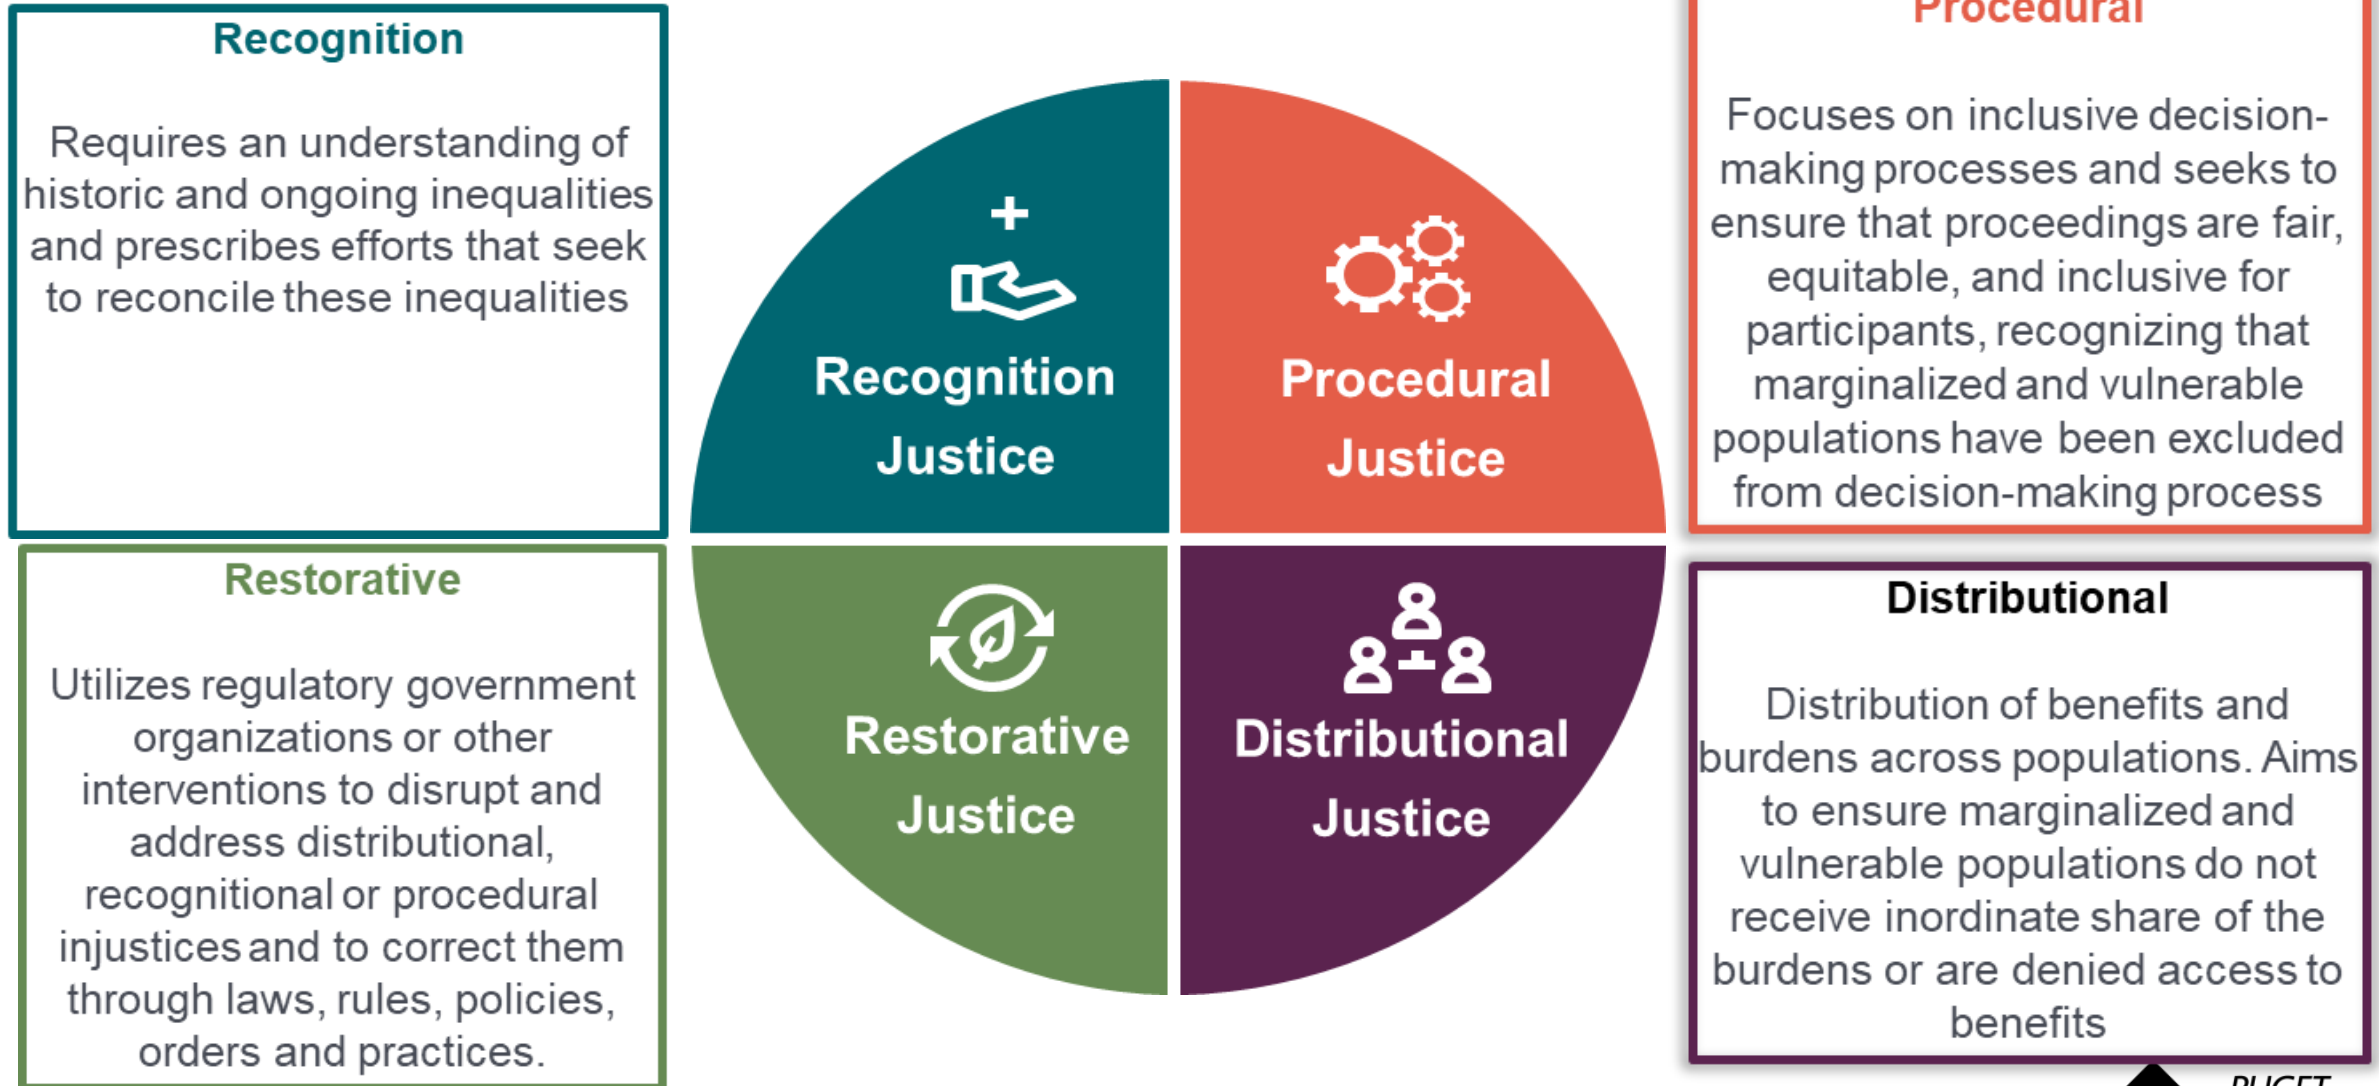 Recognition
Requires an understanding of
historic and ongoing inequalities
and prescribes efforts that seek
to reconcile these inequalities
Restorative
Utilizes regulatory government
organizations or other
interventions to disrupt and
address distributional,
recognitional or procedural
injustices and to correct them
through laws, rules, policies,
orders and practices.
Recognition
Justice
Procedural
Justice
Restorative
Justice
Distributional
Justice
Procedural
Focuses on inclusive decision-
making processes and seeks to
ensure that proceedings are fair,
equitable, and inclusive for
participants, recognizing that
marginalized and vulnerable
populations have been excluded
from decision-making process
Distributional
Distribution of benefits and
burdens across populations. Aims
to ensure marginalized and
vulnerable populations do not
receive inordinate share of the
burdens or are denied access to
benefits
PUGET